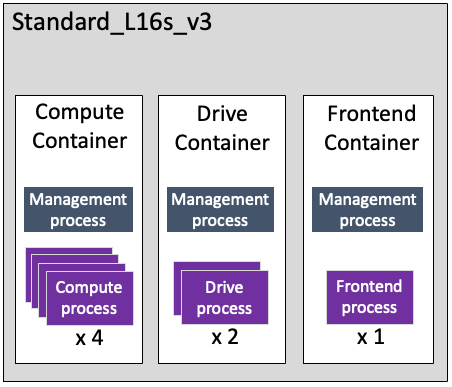 Standard_L16s_v3
Compute
Container
Management
process
Compute
process
x 4
Drive
Container
Management
process
Drive
process
x 2
Frontend
Container
Management
process
Frontend
process
x 1